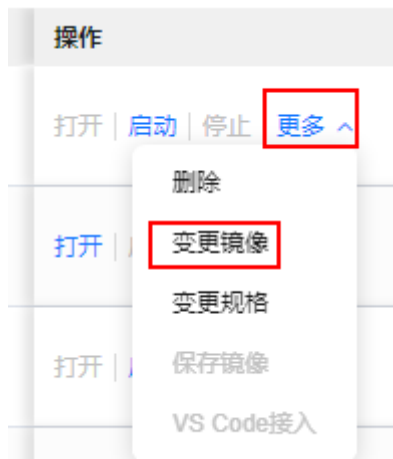 操作
打开 启动 停止 更多
删除
打开 变更镜像
变更规格
打开 保存镜像
VS Code接入